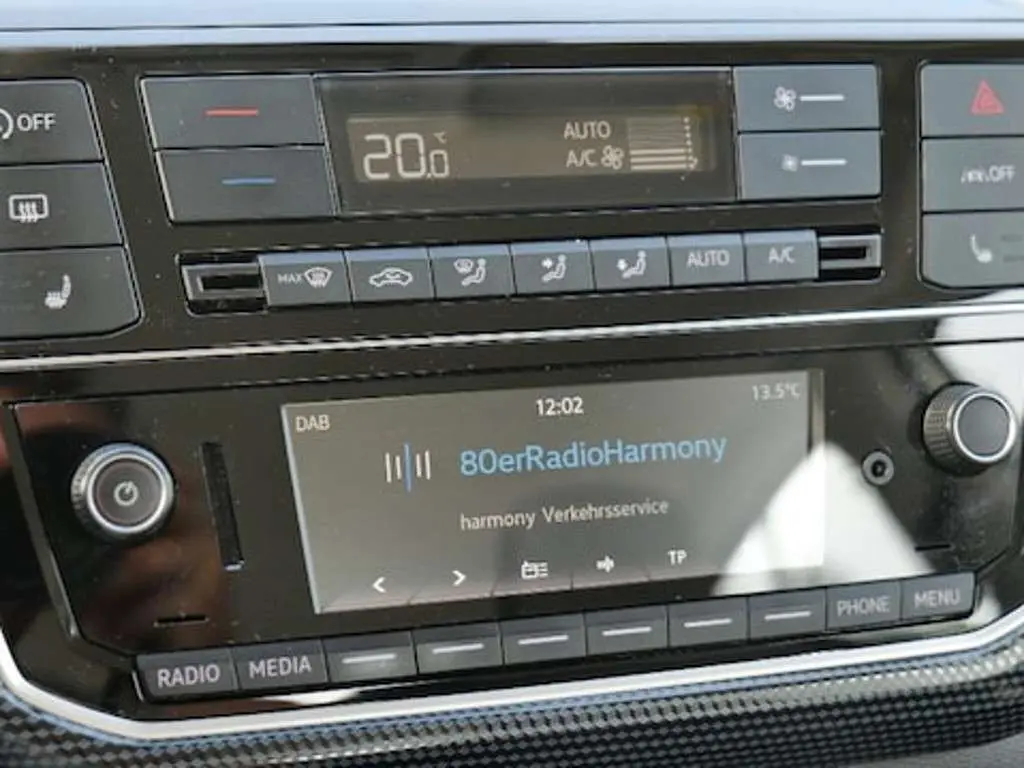 OFF
20.0 °C
AUTO
A/C
OFF
MAX
AUTO
A/C
DAB
12:02
13.5°C
80erRadioHarmony
harmony Verkehrsservice
< > TP
RADIO
MEDIA
PHONE
MENU